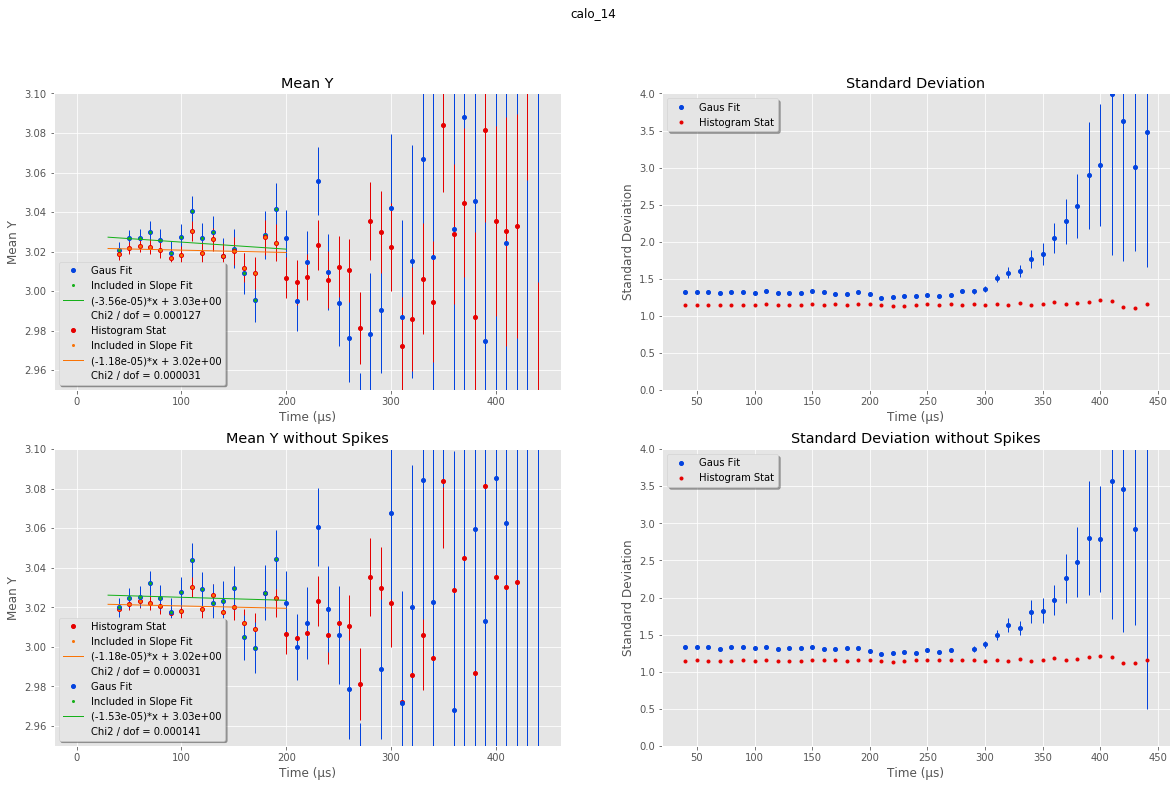 calo_14
Mean Y
Mean Y
3.10
3.08
3.06
3.04
3.02
3.00
2.98
2.96
Gaus Fit
Included in Slope Fit
(-3.56e-05)*x + 3.03e+00
Chi2 / dof = 0.000127
Histogram Stat
Included in Slope Fit
(-1.18e-05)*x + 3.02e+00
Chi2 / dof = 0.000031
0 100 200 300 400
Time (µs)
Standard Deviation
Standard Deviation
4.0
3.5
3.0
2.5
2.0
1.5
1.0
0.5
0.0
Gaus Fit
Histogram Stat
50 100 150 200 250 300 350 400 450
Time (µs)
Mean Y without Spikes
Mean Y
3.10
3.08
3.06
3.04
3.02
3.00
2.98
2.96
Histogram Stat
Included in Slope Fit
(-1.18e-05)*x + 3.02e+00
Chi2 / dof = 0.000031
Gaus Fit
Included in Slope Fit
(-1.53e-05)*x + 3.03e+00
Chi2 / dof = 0.000141
0 100 200 300 400
Time (µs)
Standard Deviation without Spikes
Standard Deviation
4.0
3.5
3.0
2.5
2.0
1.5
1.0
0.5
0.0
Gaus Fit
Histogram Stat
50 100 150 200 250 300 350 400 450
Time (µs)